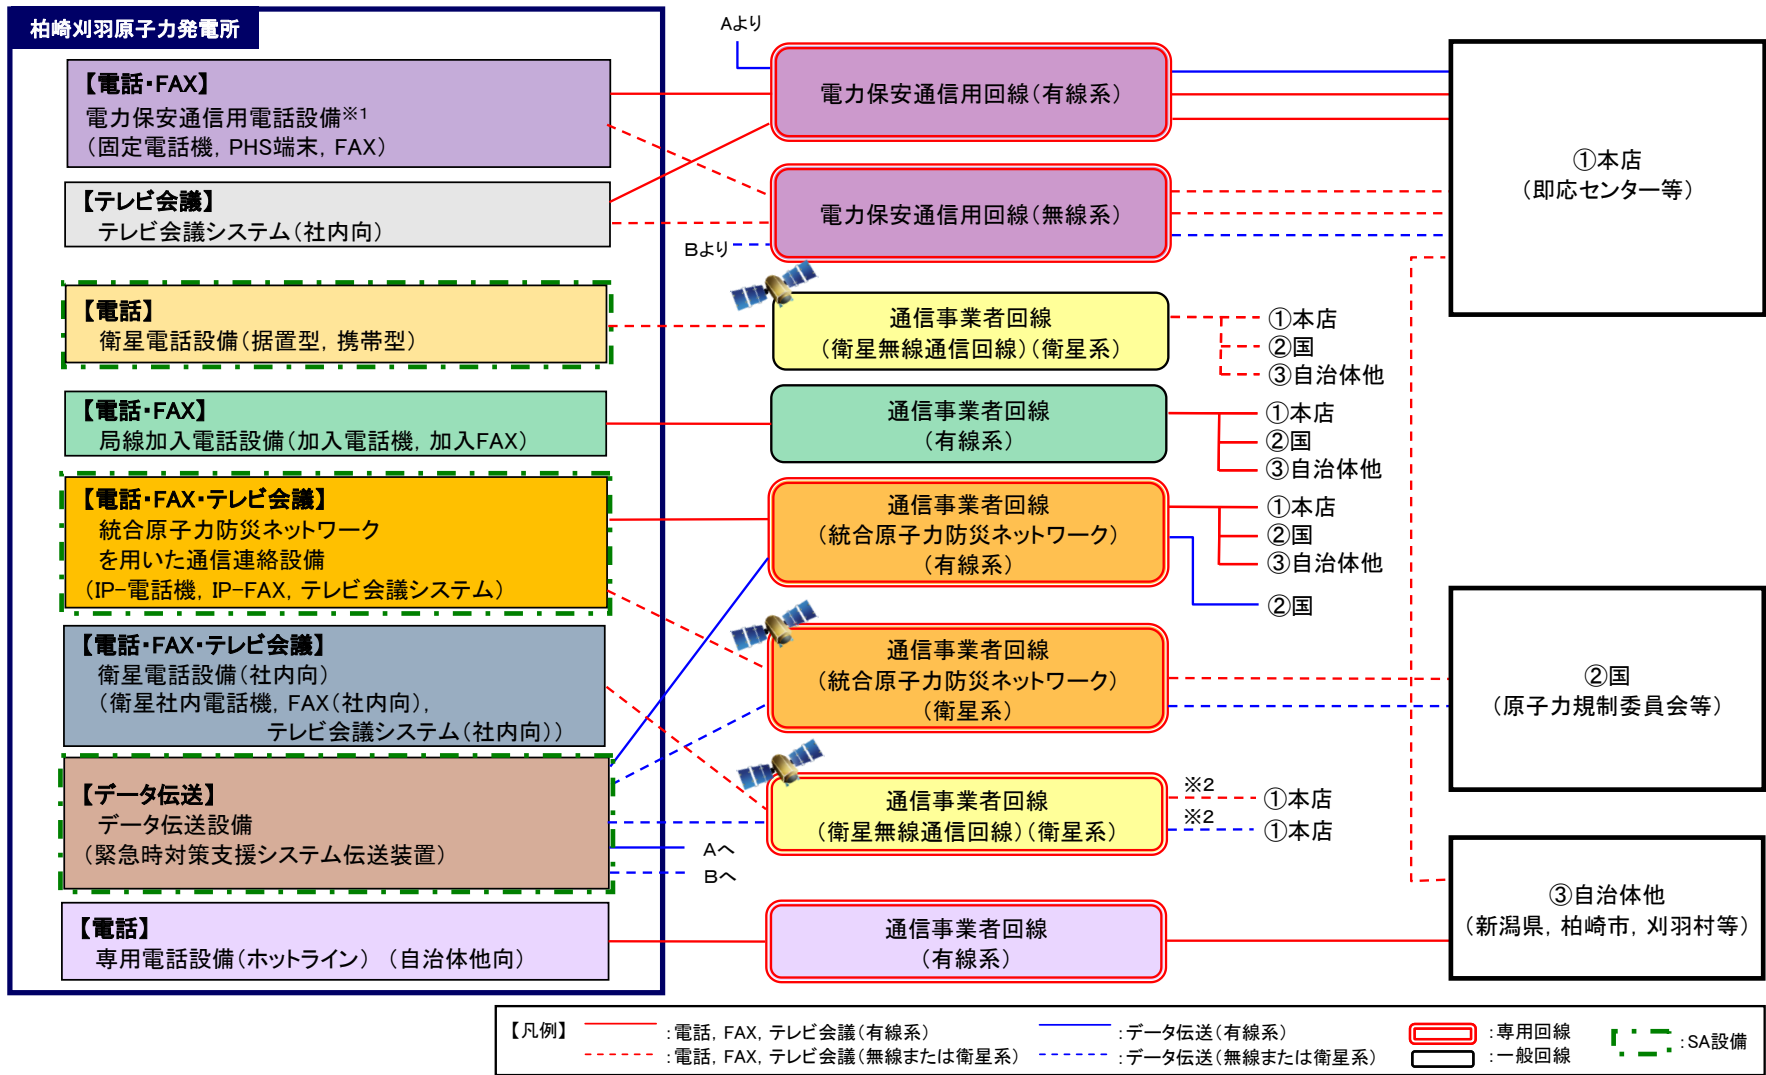 柏崎刈羽原子力発電所
【電話・FAX】
電力保安通信用電話設備※1
（固定電話機, PHS端末, FAX）
【テレビ会議】
テレビ会議システム（社内向）
【電話】
衛星電話設備（据置型, 携帯型）
【電話・FAX】
局線加入電話設備（加入電話機, 加入FAX）
【電話・FAX・テレビ会議】
統合原子力防災ネットワーク
を用いた通信連絡設備
（IP-電話機, IP-FAX, テレビ会議システム）
【電話・FAX・テレビ会議】
衛星電話設備（社内向）
（衛星社内電話機, FAX（社内向）,
テレビ会議システム（社内向））
【データ伝送】
データ伝送設備
（緊急時対策支援システム伝送装置）
【電話】
専用電話設備（ホットライン）　（自治体他向）
Aより
電力保安通信用回線（有線系）
電力保安通信用回線（無線系）
Bより
通信事業者回線
（衛星無線通信回線）（衛星系）
①本店
②国
③自治体他
通信事業者回線
（有線系）
①本店
②国
③自治体他
通信事業者回線
（統合原子力防災ネットワーク）
（有線系）
①本店
②国
③自治体他
②国
通信事業者回線
（統合原子力防災ネットワーク）
（衛星系）
通信事業者回線
（衛星無線通信回線）（衛星系）
※2
①本店
※2
①本店
Aへ
Bへ
通信事業者回線
（有線系）
①本店
（即応センター等）
②国
（原子力規制委員会等）
③自治体他
（新潟県, 柏崎市, 刈羽村等）
【凡例】
：電話, FAX, テレビ会議（有線系）
：電話, FAX, テレビ会議（無線または衛星系）
：データ伝送（有線系）
：データ伝送（無線または衛星系）
：専用回線
：一般回線
：SA設備